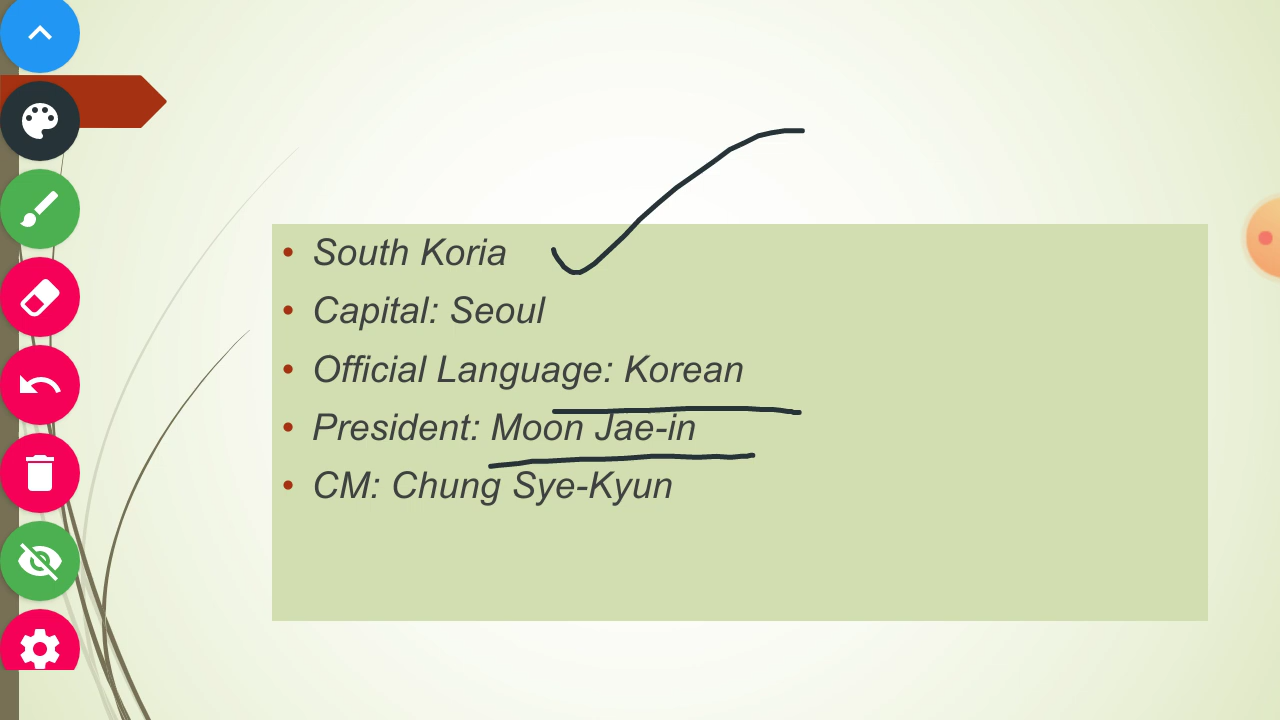 South Koria
Capital: Seoul
Official Language: Korean
President: Moon Jae-in
CM: Chung Sye-Kyun